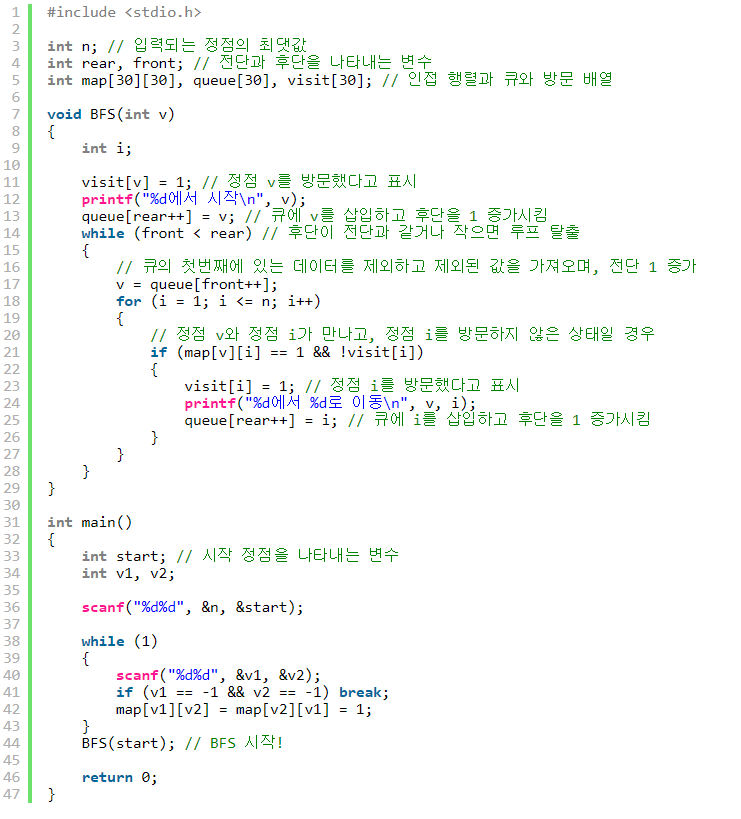 1 #include <stdio.h>
2
3 int n; // 입력되는 정점의 최댓값
4 int rear, front; // 전단과 후단을 나타내는 변수
5 int map[30][30], queue[30], visit[30]; // 인접 행렬과 큐와 방문 배열
6
7 void BFS(int v)
8 {
9     int i;
10
11     visit[v] = 1; // 정점 v를 방문했다고 표시
12     printf("%d에서 시작\n", v);
13     queue[rear++] = v; // 큐에 v를 삽입하고 후단을 1 증가시킴
14     while (front < rear) // 후단이 전단과 같거나 작으면 루프 탈출
15     {
16         // 큐의 첫번째에 있는 데이터를 제외하고 제외된 값을 가져오며, 전단 1 증가
17         v = queue[front++];
18         for (i = 1; i <= n; i++)
19         {
20             // 정점 v와 정점 i가 만나고, 정점 i를 방문하지 않은 상태일 경우
21             if (map[v][i] == 1 && !visit[i])
22             {
23                 visit[i] = 1; // 정점 i를 방문했다고 표시
24                 printf("%d에서 %d로 이동\n", v, i);
25                 queue[rear++] = i; // 큐에 i를 삽입하고 후단을 1 증가시킴
26             }
27         }
28     }
29 }
30
31 int main()
32 {
33     int start; // 시작 정점을 나타내는 변수
34     int v1, v2;
35
36     scanf("%d%d", &n, &start);
37
38     while (1)
39     {
40         scanf("%d%d", &v1, &v2);
41         if (v1 == -1 && v2 == -1) break;
42         map[v1][v2] = map[v2][v1] = 1;
43     }
44     BFS(start); // BFS 시작!
45
46     return 0;
47 }